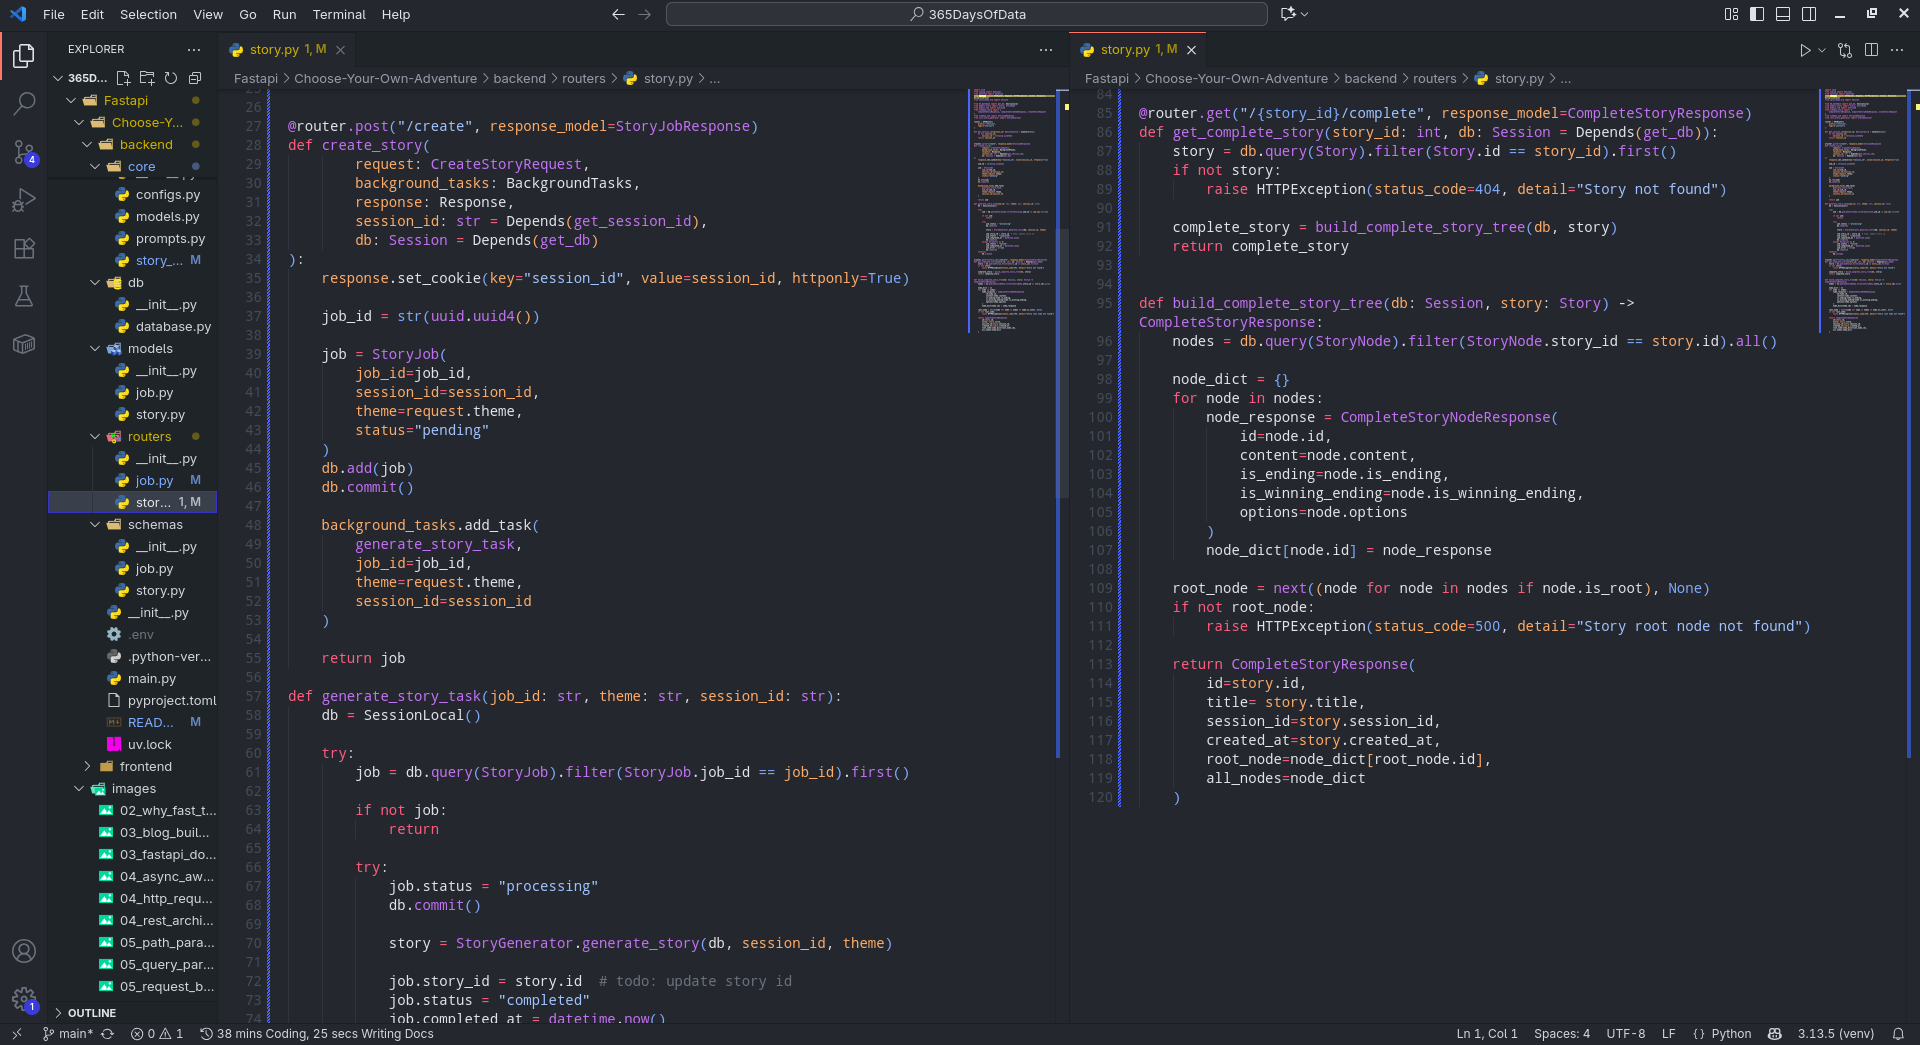 File Edit Selection View Go Run Terminal Help
365DaysOfData
EXPLORER
365D...
Fastapi
Choose-Y...
backend
core
configs.py
models.py
prompts.py
story_... M
db
__init__.py
database.py
models
__init__.py
job.py
story.py
routers
__init__.py
job.py M
stor... 1, M
schemas
__init__.py
job.py
story.py
__init__.py
.env
.python-ver...
main.py
pyproject.toml
READ... M
uv.lock
frontend
images
02_why_fast_t...
03_blog_buil...
03_fastapi_do...
04_async_aw...
04_http_requ...
04_rest_archi...
05_path_para...
05_query_par...
05_request_b...
OUTLINE
4
1
story.py 1, M
Fastapi > Choose-Your-Own-Adventure > backend > routers > story.py > ...
26
27 @router.post("/create", response_model=StoryJobResponse)
28 def create_story(
29 request: CreateStoryRequest,
30 background_tasks: BackgroundTasks,
31 response: Response,
32 session_id: str = Depends(get_session_id),
33 db: Session = Depends(get_db)
34 ):
35 response.set_cookie(key="session_id", value=session_id, httponly=True)
36
37 job_id = str(uuid.uuid4())
38
39 job = StoryJob(
40 job_id=job_id,
41 session_id=session_id,
42 theme=request.theme,
43 status="pending"
44 )
45 db.add(job)
46 db.commit()
47
48 background_tasks.add_task(
49 generate_story_task,
50 job_id=job_id,
51 theme=request.theme,
52 session_id=session_id
53 )
54
55 return job
56
57 def generate_story_task(job_id: str, theme: str, session_id: str):
58 db = SessionLocal()
59
60 try:
61 job = db.query(StoryJob).filter(StoryJob.job_id == job_id).first()
62
63 if not job:
64 return
65
66 try:
67 job.status = "processing"
68 db.commit()
69
70 story = StoryGenerator.generate_story(db, session_id, theme)
71
72 job.story_id = story.id # todo: update story id
73 job.status = "completed"
74 job.completed_at = datetime.now()
story.py 1, M
Fastapi > Choose-Your-Own-Adventure > backend > routers > story.py > ...
84
85 @router.get("/{story_id}/complete", response_model=CompleteStoryResponse)
86 def get_complete_story(story_id: int, db: Session = Depends(get_db)):
87 story = db.query(Story).filter(Story.id == story_id).first()
88 if not story:
89 raise HTTPException(status_code=404, detail="Story not found")
90
91 complete_story = build_complete_story_tree(db, story)
92 return complete_story
93
94
95 def build_complete_story_tree(db: Session, story: Story) ->
CompleteStoryResponse:
96 nodes = db.query(StoryNode).filter(StoryNode.story_id == story.id).all()
97
98 node_dict = {}
99 for node in nodes:
100 node_response = CompleteStoryNodeResponse(
101 id=node.id,
102 content=node.content,
103 is_ending=node.is_ending,
104 is_winning_ending=node.is_winning_ending,
105 options=node.options
106 )
107 node_dict[node.id] = node_response
108
109 root_node = next((node for node in nodes if node.is_root), None)
110 if not root_node:
111 raise HTTPException(status_code=500, detail="Story root node not found")
112
113 return CompleteStoryResponse(
114 id=story.id,
115 title= story.title,
116 session_id=story.session_id,
117 created_at=story.created_at,
118 root_node=node_dict[root_node.id],
119 all_nodes=node_dict
120 )
main* 0 1 38 mins Coding, 25 secs Writing Docs Ln 1, Col 1 Spaces: 4 UTF-8 LF {} Python 3.13.5 (venv)